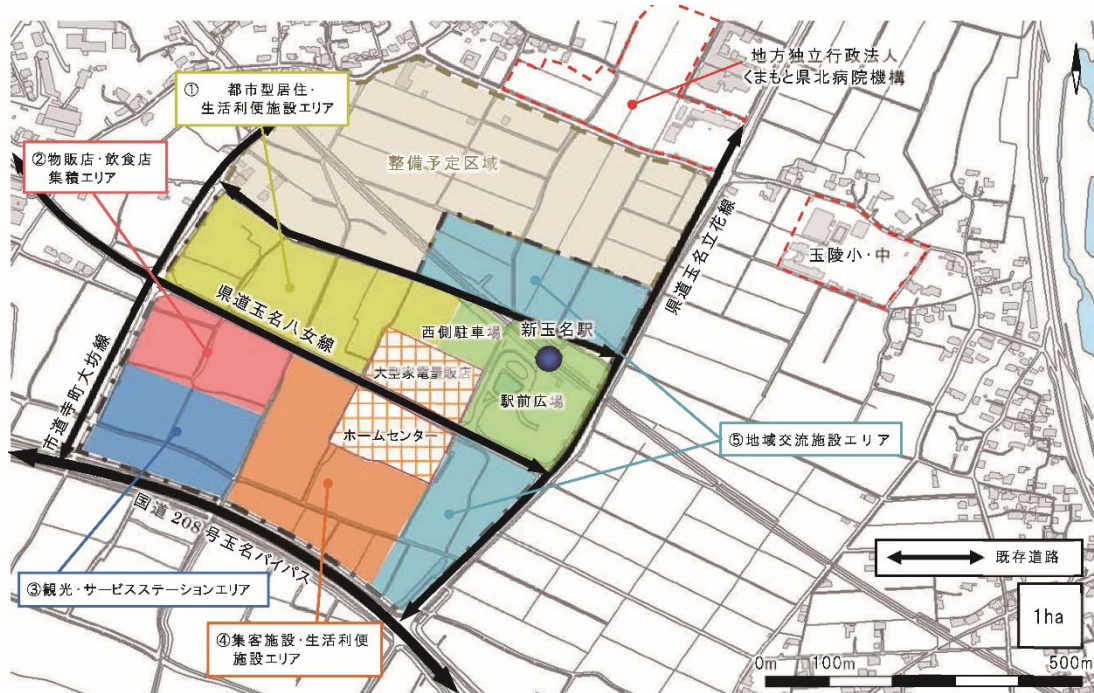 地方独立行政法人
くまもと県北病院機構
① 都市型居住・
生活利便施設エリア
②物販店・飲食店
集積エリア
整備予定区域
県道玉名立花線
玉陵小・中
県道玉名八女線
西側駐車場
新玉名駅
大型家電量販店
駅前広場
市道寺町大坊線
ホームセンター
⑤地域交流施設エリア
国道208号玉名バイパス
既存道路
③観光・サービスステーションエリア
④集客施設・生活利便
施設エリア
1ha
0m 100m 500m